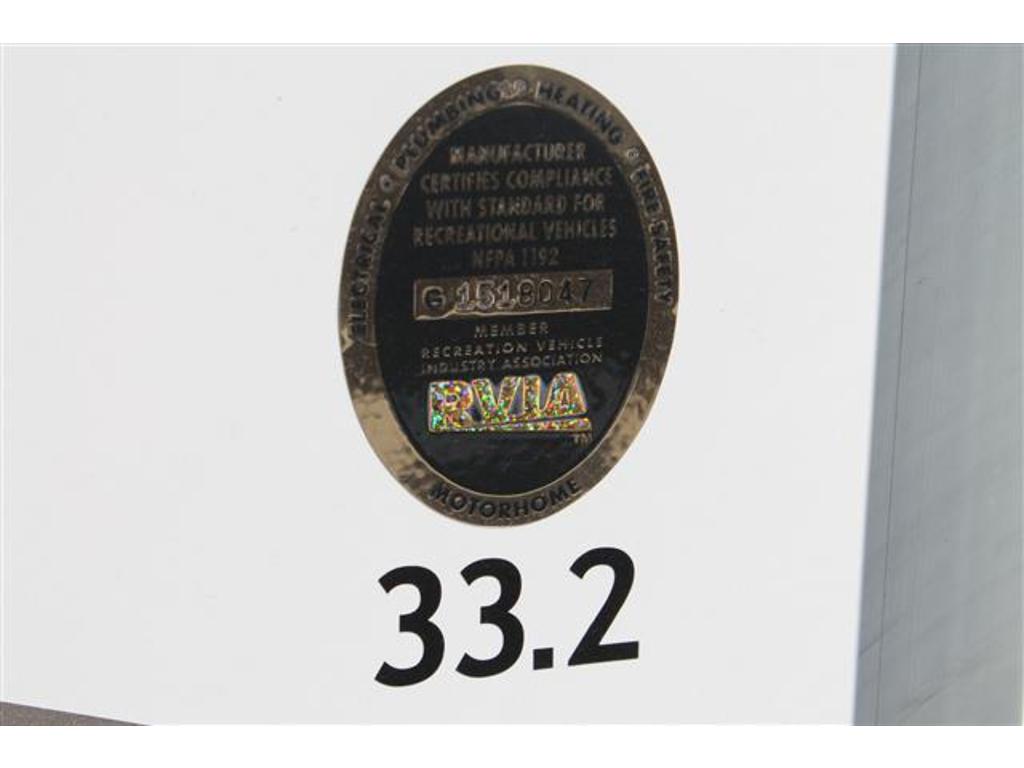 ELECTRICAL • PLUMBING • HEATING • FIRE SAFETY
MANUFACTURER
CERTIFIES COMPLIANCE
WITH STANDARD FOR
RECREATIONAL VEHICLES
NFPA 1192
G 1518047
MEMBER
RECREATION VEHICLE
INDUSTRY ASSOCIATION
RVIA
TM
MOTORHOME
33.2